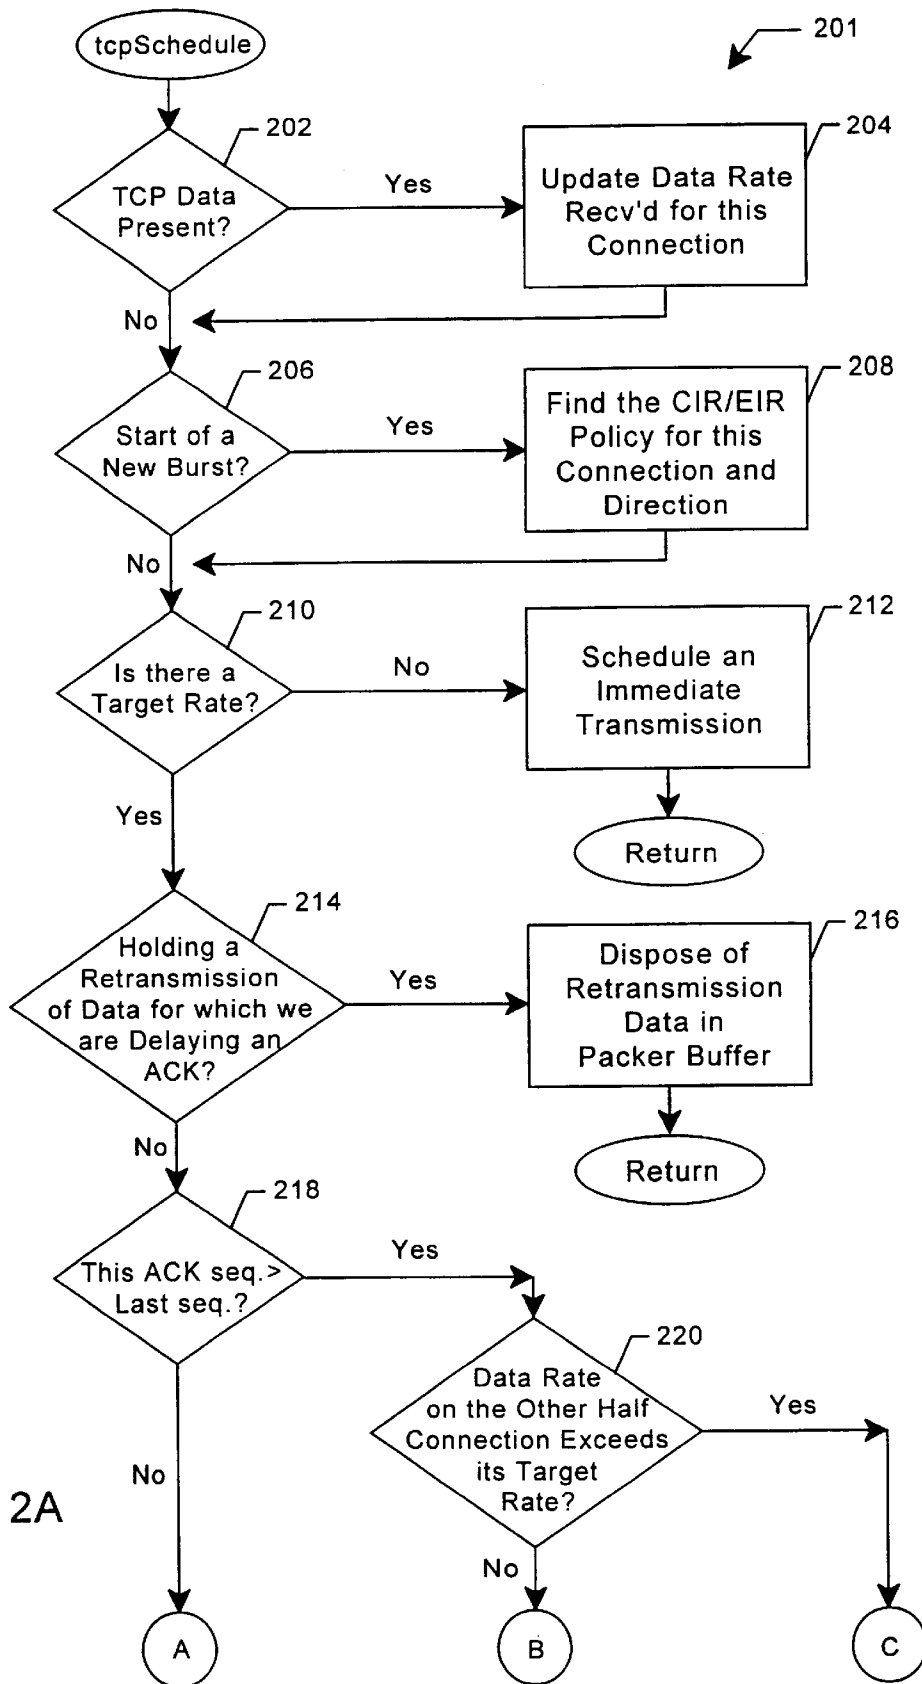 tcpSchedule
201
202
TCP Data
Present?
Yes
204
Update Data Rate
Recv'd for this
Connection
No
206
Start of a
New Burst?
Yes
208
Find the CIR/EIR
Policy for this
Connection and
Direction
No
210
Is there a
Target Rate?
No
212
Schedule an
Immediate
Transmission
Yes
Return
214
Holding a
Retransmission
of Data for which we
are Delaying an
ACK?
Yes
216
Dispose of
Retransmission
Data in
Packer Buffer
No
Return
218
This ACK seq.>
Last seq.?
Yes
220
Data Rate
on the Other Half
Connection Exceeds
its Target
Rate?
Yes
No
2A
No
A
B
C